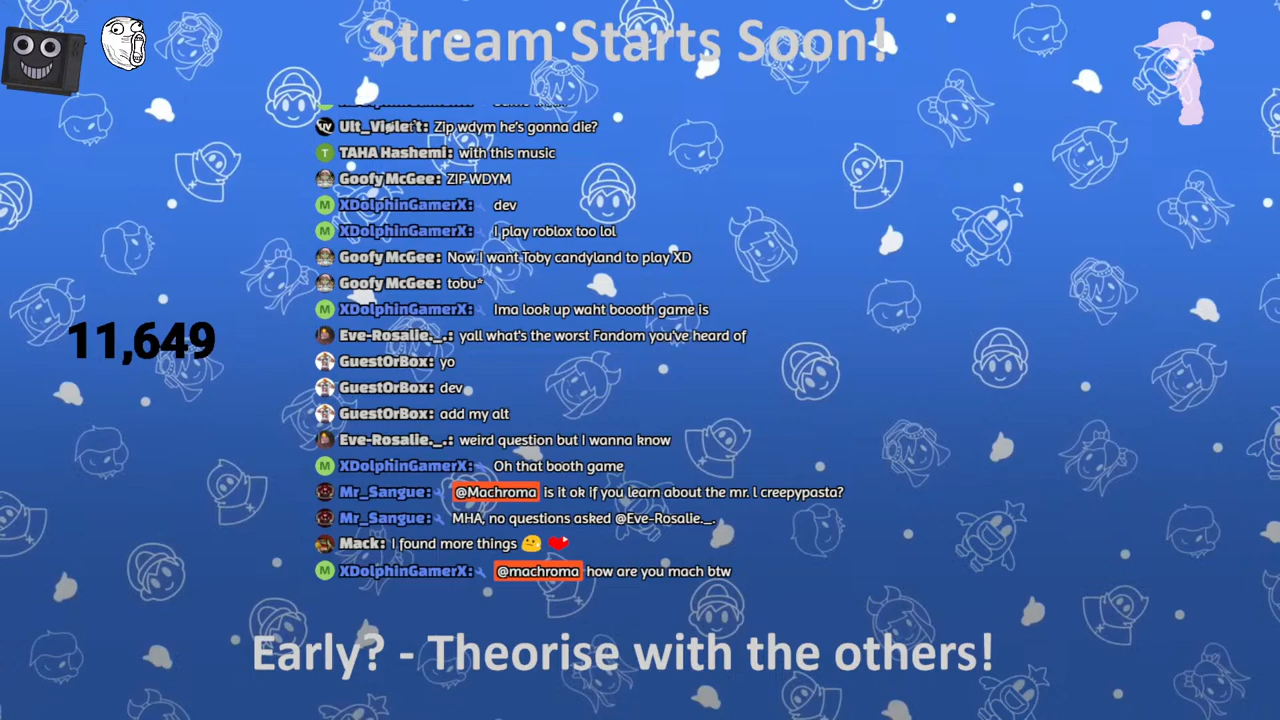 Stream Starts Soon!
Ult_Violet: Zip wdym he's gonna die?
TAHA Hashemi: with this music
Goofy McGee: ZIP WDYM
XDolphinGamerX: dev
XDolphinGamerX: I play roblox too lol
Goofy McGee: Now I want Toby candyland to play XD
Goofy McGee: tobu*
XDolphinGamerX: Ima look up waht boooth game is
Eve-Rosalie._.: yall what's the worst Fandom you've heard of
11,649
GuestOrBox: yo
GuestOrBox: dev
GuestOrBox: add my alt
Eve-Rosalie._.: weird question but I wanna know
XDolphinGamerX: Oh that booth game
Mr_Sangue: @Machroma is it ok if you learn about the mr. l creepypasta?
Mr_Sangue: MHA, no questions asked @Eve-Rosalie._.
Mack: I found more things
XDolphinGamerX: @machroma how are you mach btw
Early? - Theorise with the others!